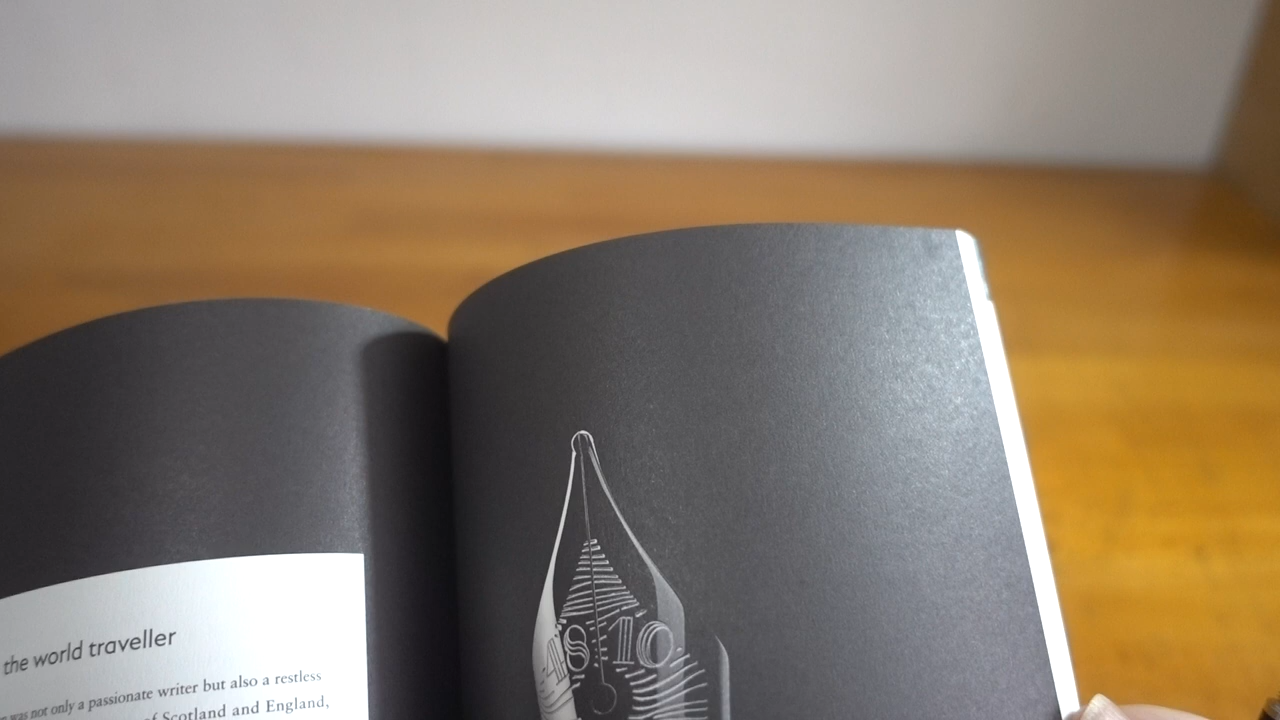 the world traveller
was not only a passionate writer but also a restless
of Scotland and England,
4810